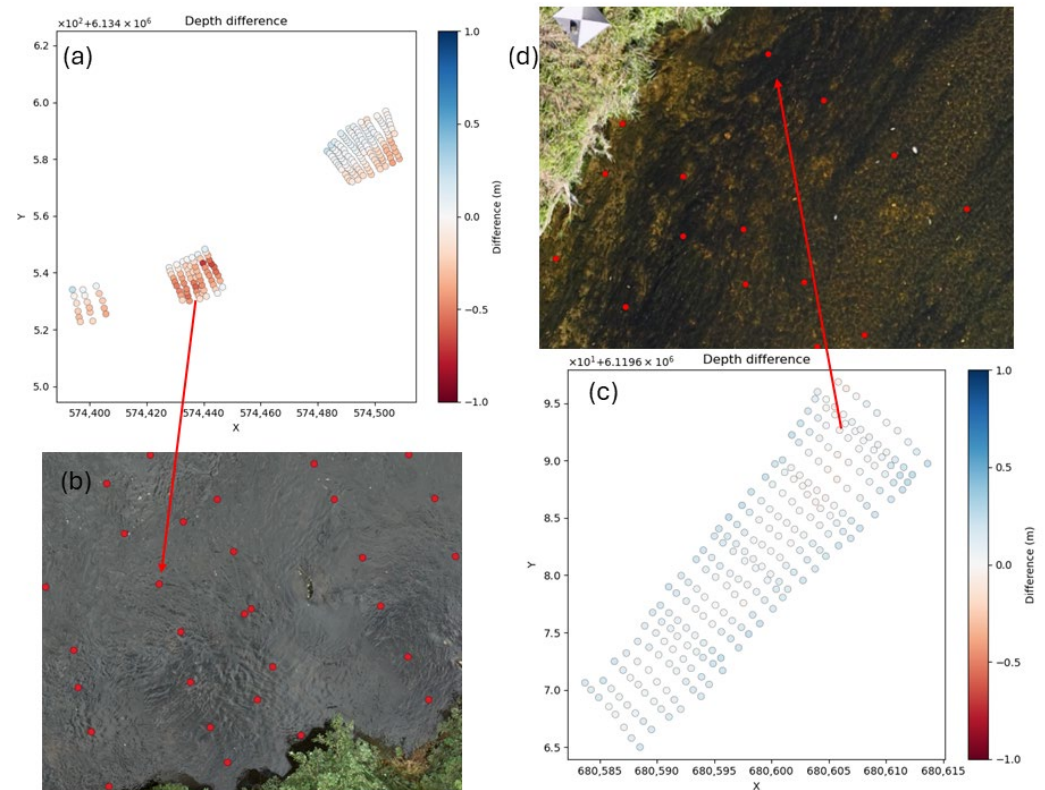 (a)
×10² +6.134 × 10⁶
Depth difference
6.2
6.0
5.8
5.6
5.4
5.2
5.0
Y
574,400
574,420
574,440
574,460
574,480
574,500
X
1.0
0.5
0.0
−0.5
−1.0
Difference (m)
(d)
(b)
(c)
×10¹ +6.1196 × 10⁶
Depth difference
9.5
9.0
8.5
8.0
7.5
7.0
6.5
Y
680,585
680,590
680,595
680,600
680,605
680,610
680,615
X
1.0
0.5
0.0
−0.5
−1.0
Difference (m)